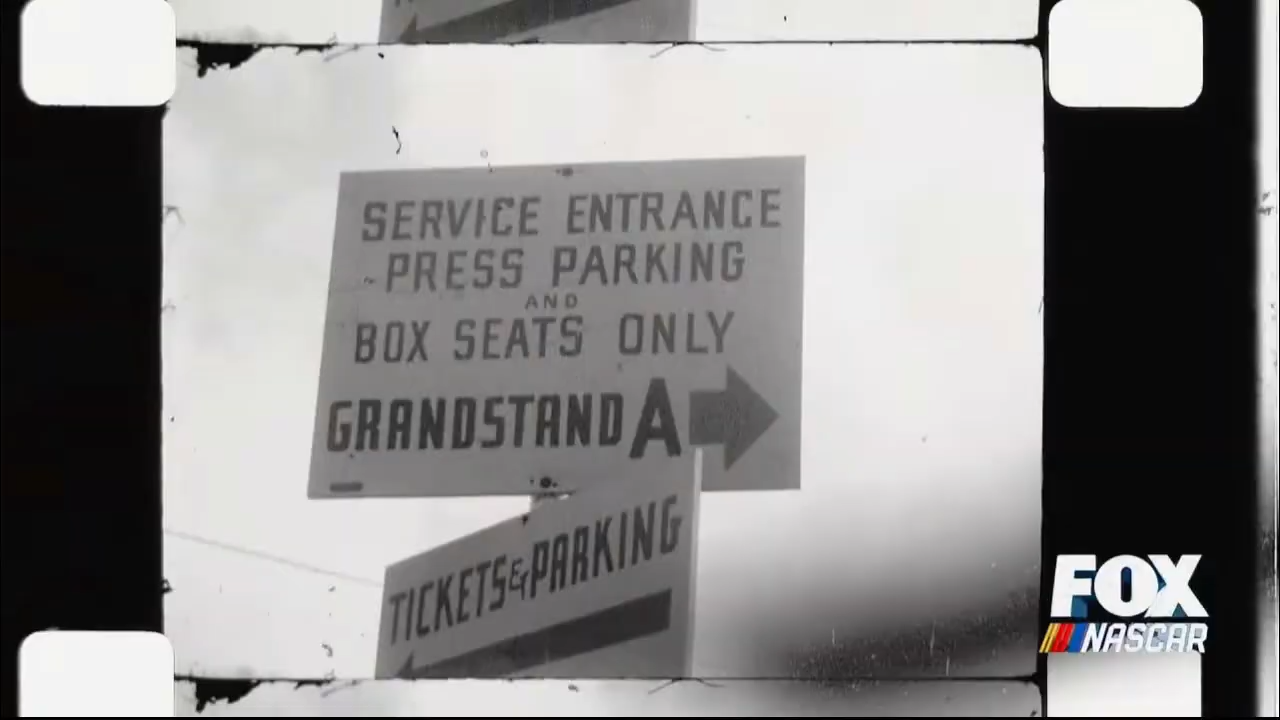 SERVICE ENTRANCE
PRESS PARKING
AND
BOX SEATS ONLY
GRANDSTAND A
TICKETS & PARKING
FOX
NASCAR